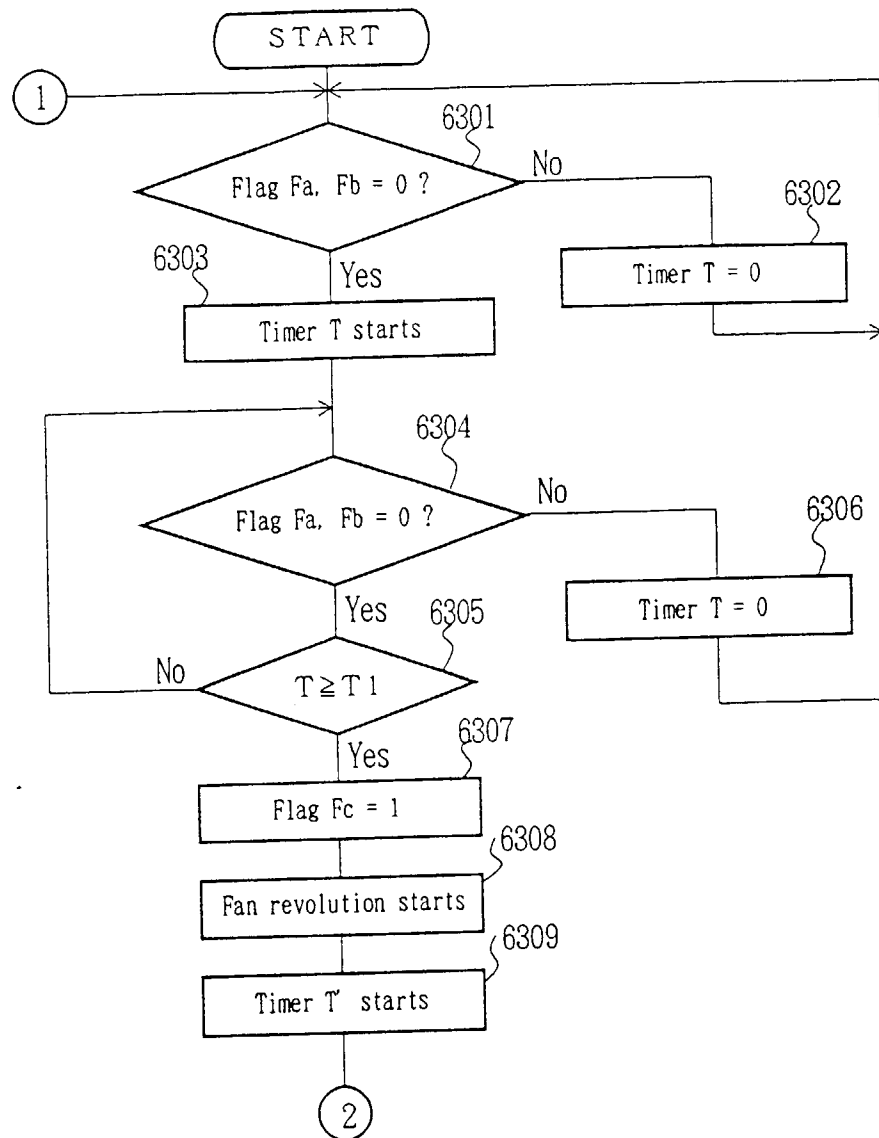 START
1
6301
Flag Fa, Fb = 0 ?
No
6302
Timer T = 0
6303
Yes
Timer T starts
6304
Flag Fa, Fb = 0 ?
No
6306
Timer T = 0
Yes
6305
No
T ≧ T 1
Yes
6307
Flag Fc = 1
6308
Fan revolution starts
6309
Timer T' starts
2